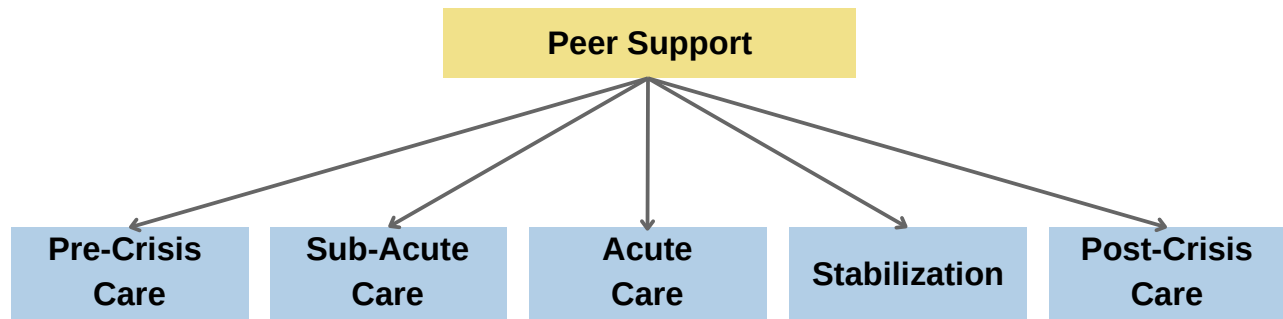 Peer Support
Pre-Crisis
Care
Sub-Acute
Care
Acute
Care
Stabilization
Post-Crisis
Care